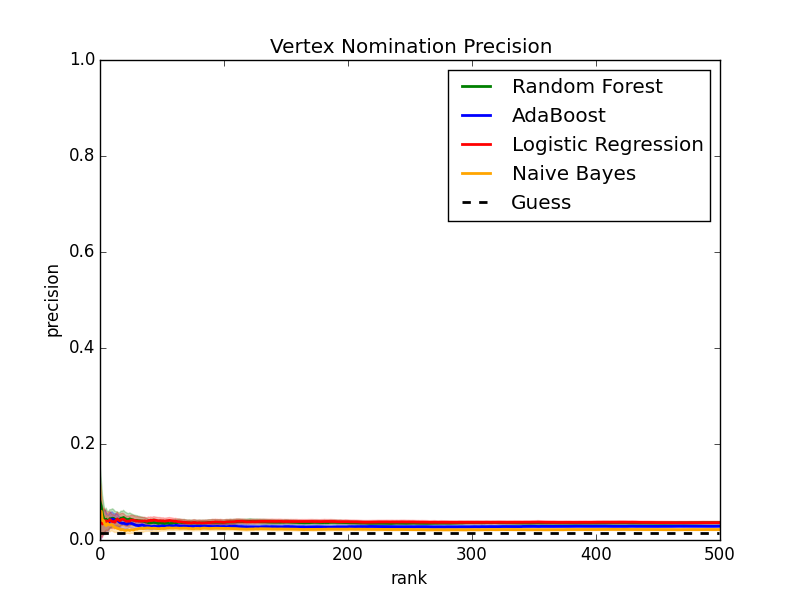 Vertex Nomination Precision
1.0
0.8
0.6
0.4
0.2
0.0
precision
Random Forest
AdaBoost
Logistic Regression
Naive Bayes
Guess
0 100 200 300 400 500
rank